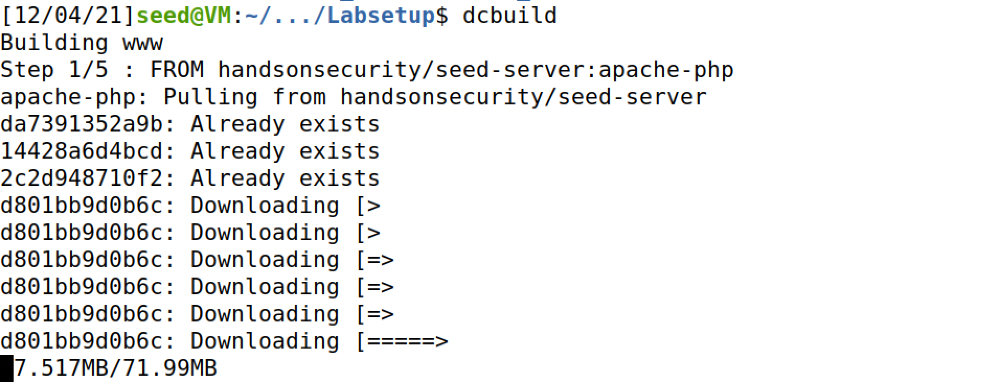 [12/04/21]seed@VM:~/.../Labsetup$ dcbuild
Building www
Step 1/5 : FROM handsonsecurity/seed-server:apache-php
apache-php: Pulling from handsonsecurity/seed-server
da7391352a9b: Already exists
14428a6d4bcd: Already exists
2c2d948710f2: Already exists
d801bb9d0b6c: Downloading [>
d801bb9d0b6c: Downloading [>
d801bb9d0b6c: Downloading [=>
d801bb9d0b6c: Downloading [=>
d801bb9d0b6c: Downloading [=>
d801bb9d0b6c: Downloading [=====>
7.517MB/71.99MB